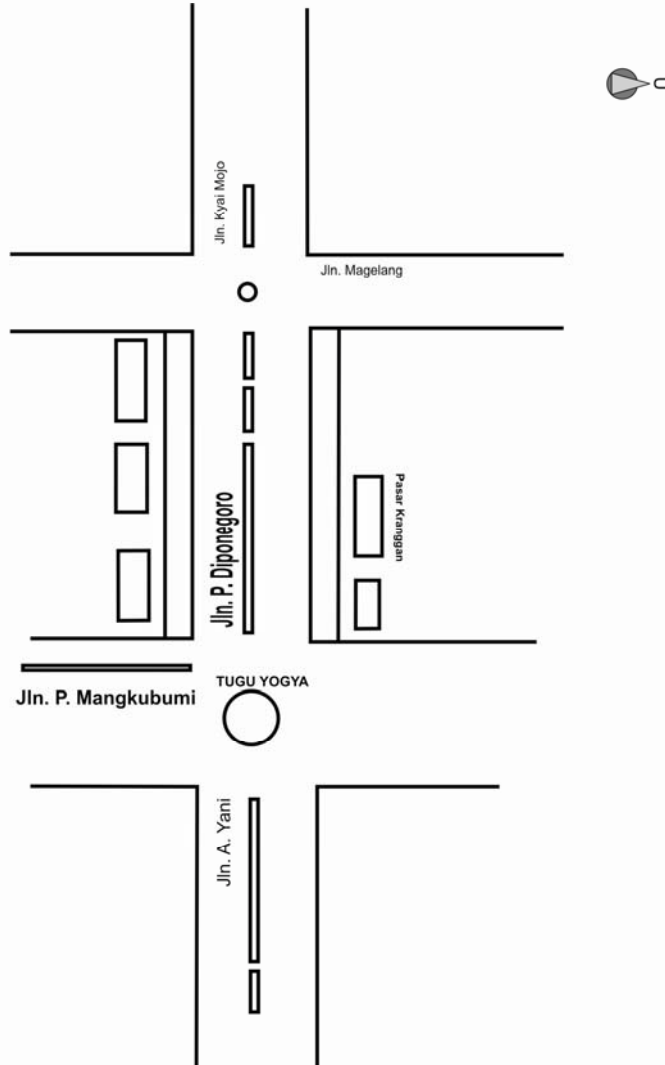 U
Jln. Kyai Mojo
Jln. Magelang
Pasar Kranggan
Jln. P. Diponegoro
TUGU YOGYA
Jln. P. Mangkubumi
Jln. A. Yani